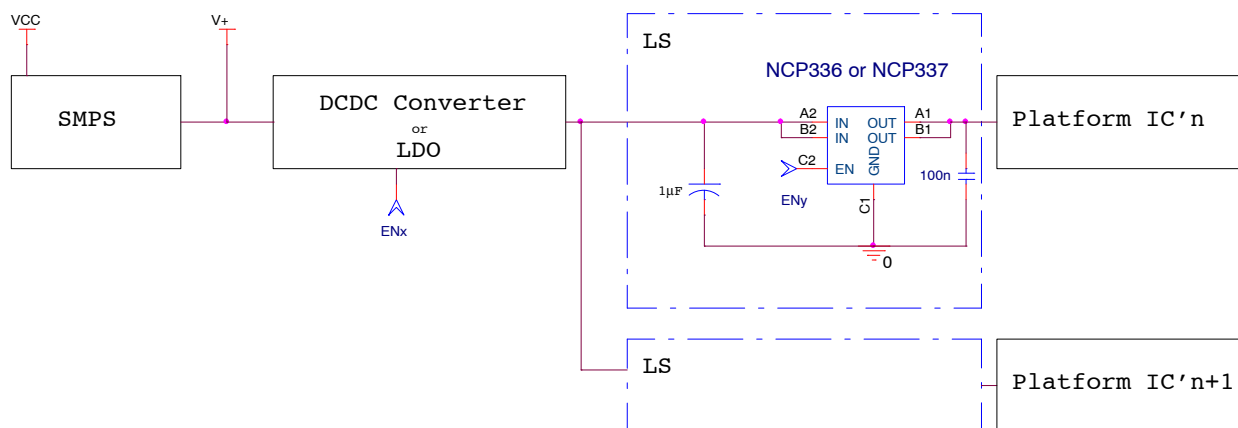 VCC
V+
LS
NCP336 or NCP337
SMPS
DCDC Converter
or
LDO
A2
B2
IN
IN
OUT
OUT
A1
B1
Platform IC'n
C2
EN
GND
C1
ENy
100n
1µF
ENx
0
LS
Platform IC'n+1